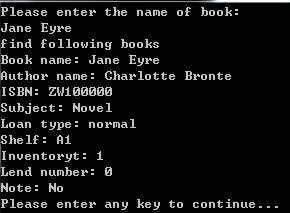 Please enter the name of book:
Jane Eyre
find following books
Book name: Jane Eyre
Author name: Charlotte Bronte
ISBN: ZW100000
Subject: Novel
Loan type: normal
Shelf: A1
Inventoryt: 1
Lend number: 0
Note: No
Please enter any key to continue...